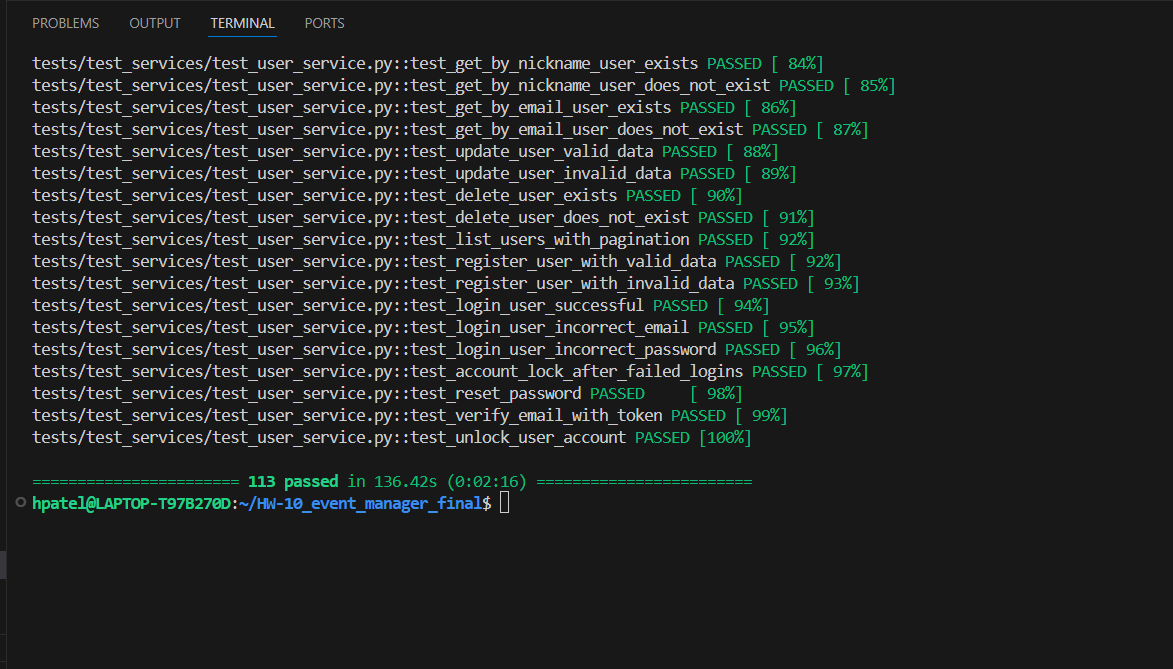 PROBLEMS OUTPUT TERMINAL PORTS
tests/test_services/test_user_service.py::test_get_by_nickname_user_exists PASSED [ 84%]
tests/test_services/test_user_service.py::test_get_by_nickname_user_does_not_exist PASSED [ 85%]
tests/test_services/test_user_service.py::test_get_by_email_user_exists PASSED [ 86%]
tests/test_services/test_user_service.py::test_get_by_email_user_does_not_exist PASSED [ 87%]
tests/test_services/test_user_service.py::test_update_user_valid_data PASSED [ 88%]
tests/test_services/test_user_service.py::test_update_user_invalid_data PASSED [ 89%]
tests/test_services/test_user_service.py::test_delete_user_exists PASSED [ 90%]
tests/test_services/test_user_service.py::test_delete_user_does_not_exist PASSED [ 91%]
tests/test_services/test_user_service.py::test_list_users_with_pagination PASSED [ 92%]
tests/test_services/test_user_service.py::test_register_user_with_valid_data PASSED [ 92%]
tests/test_services/test_user_service.py::test_register_user_with_invalid_data PASSED [ 93%]
tests/test_services/test_user_service.py::test_login_user_successful PASSED [ 94%]
tests/test_services/test_user_service.py::test_login_user_incorrect_email PASSED [ 95%]
tests/test_services/test_user_service.py::test_login_user_incorrect_password PASSED [ 96%]
tests/test_services/test_user_service.py::test_account_lock_after_failed_logins PASSED [ 97%]
tests/test_services/test_user_service.py::test_reset_password PASSED     [ 98%]
tests/test_services/test_user_service.py::test_verify_email_with_token PASSED [ 99%]
tests/test_services/test_user_service.py::test_unlock_user_account PASSED [100%]
======================= 113 passed in 136.42s (0:02:16) ========================
hpatel@LAPTOP-T97B270D:~/HW-10_event_manager_final$